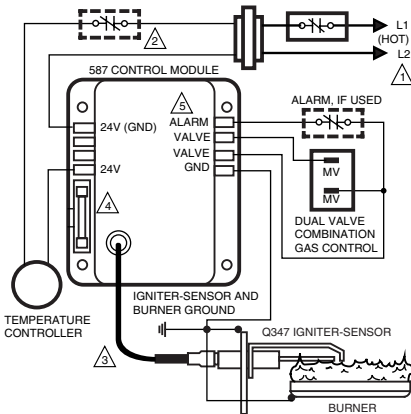 L1
(HOT)
L2
2
1
587 CONTROL MODULE
5
ALARM, IF USED
24V (GND)
ALARM
VALVE
VALVE
GND
24V
MV
MV
4
DUAL VALVE
COMBINATION
GAS CONTROL
TEMPERATURE
CONTROLLER
IGNITER-SENSOR AND
BURNER GROUND
Q347 IGNITER-SENSOR
3
BURNER